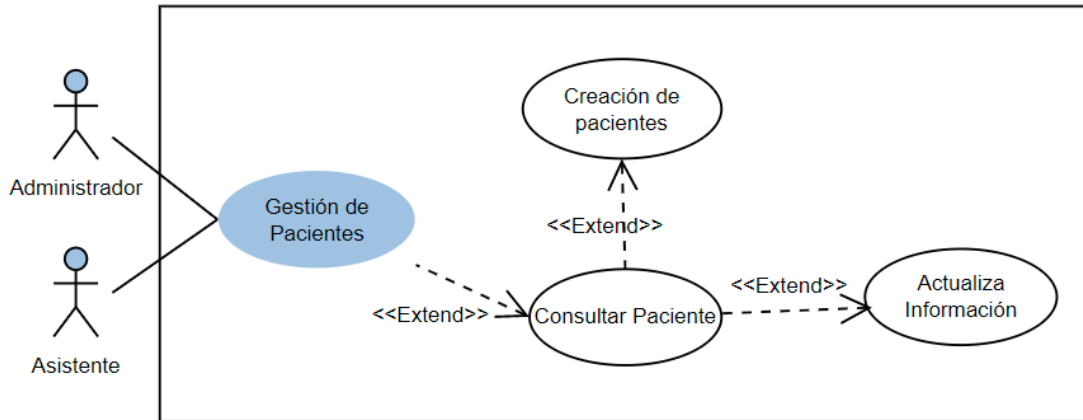 Administrador
Asistente
Gestión de
Pacientes
<<Extend>>
Consultar Paciente
<<Extend>>
Creación de
pacientes
<<Extend>>
Actualiza
Información